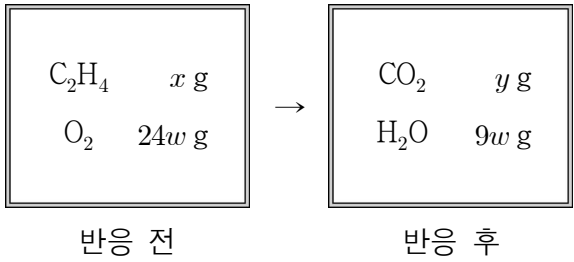 C₂H₄ x g
O₂ 24w g
→
CO₂ y g
H₂O 9w g
반응 전
반응 후